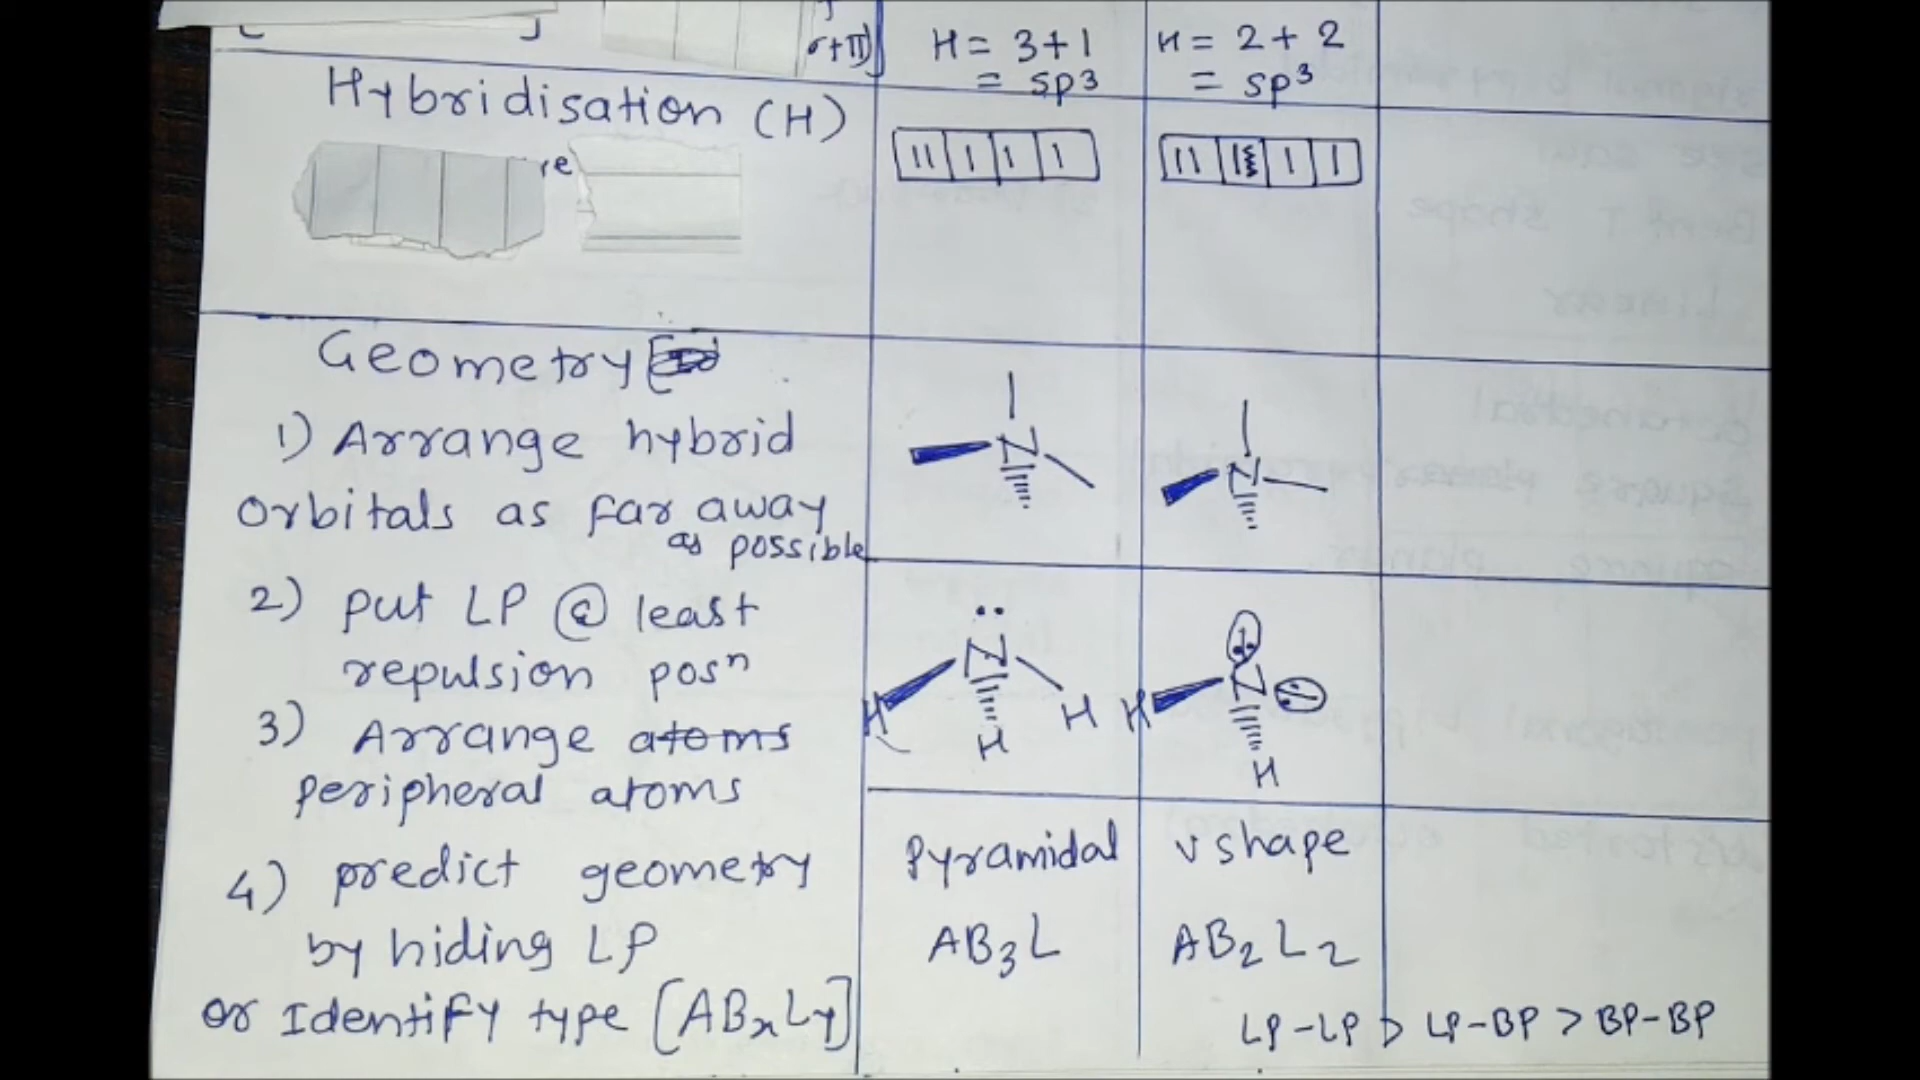 σ+π)]
H = 3+1
= sp3
H = 2+2
= sp3
Hybridisation (H)
re
Geometry
1) Arrange hybrid
orbitals as far away
as possible
2) put LP @ least
repulsion posn
3) Arrange atoms
peripheral atoms
4) predict geometry
by hiding LP
or Identify type [ABxLy]
N
N
N
H
H
H
N
H
H
Pyramidal
AB3L
V shape
AB2L2
LP-LP > LP-BP > BP-BP